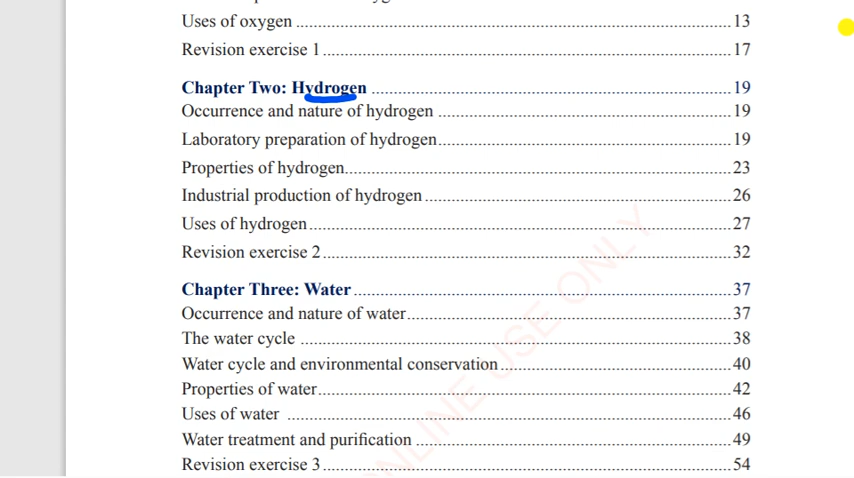 Uses of oxygen ........................................................................................................ 13
Revision exercise 1 ................................................................................................. 17
Chapter Two: Hydrogen ...................................................................................... 19
Occurrence and nature of hydrogen ...................................................................... 19
Laboratory preparation of hydrogen...................................................................... 19
Properties of hydrogen............................................................................................ 23
Industrial production of hydrogen ......................................................................... 26
Uses of hydrogen .................................................................................................... 27
Revision exercise 2 ................................................................................................. 32
Chapter Three: Water .......................................................................................... 37
Occurrence and nature of water.............................................................................. 37
The water cycle ...................................................................................................... 38
Water cycle and environmental conservation ........................................................ 40
Properties of water.................................................................................................. 42
Uses of water .......................................................................................................... 46
Water treatment and purification ........................................................................... 49
Revision exercise 3 ................................................................................................. 54
ONLINE USE ONLY